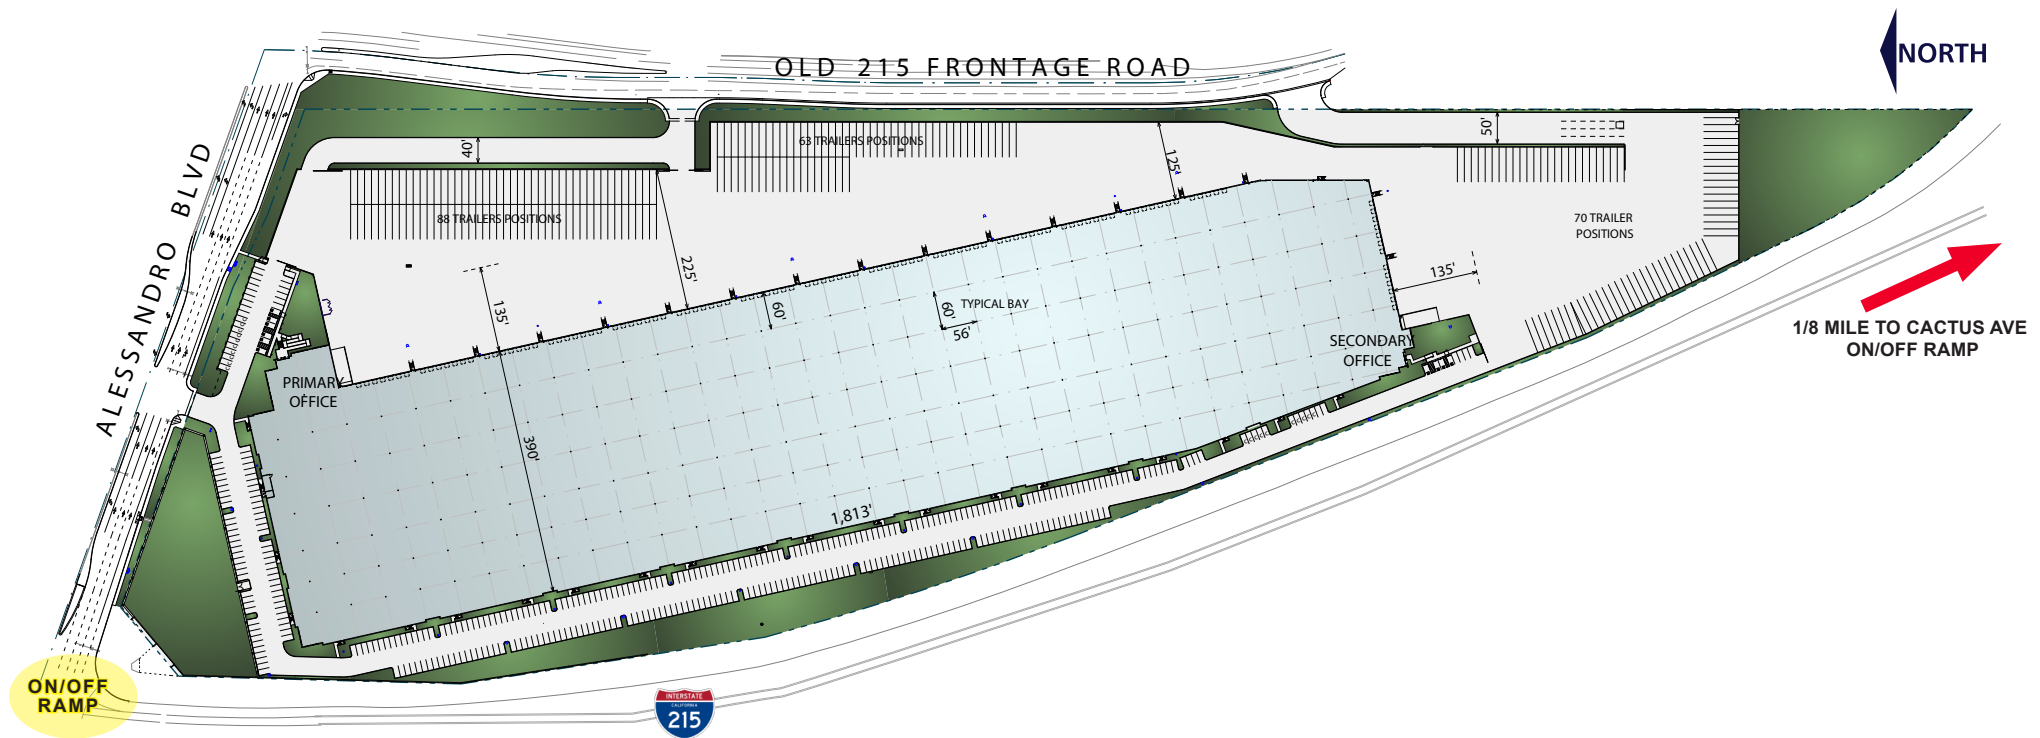 OLD 215 FRONTAGE ROAD
NORTH
ALESSANDRO BLVD
40'
63 TRAILERS POSITIONS
125'
50'
88 TRAILERS POSITIONS
70 TRAILER
POSITIONS
225'
135'
135'
60'
60'
TYPICAL BAY
56'
1/8 MILE TO CACTUS AVE
ON/OFF RAMP
SECONDARY
OFFICE
PRIMARY
OFFICE
390'
1,813'
ON/OFF
RAMP
INTERSTATE
CALIFORNIA
215